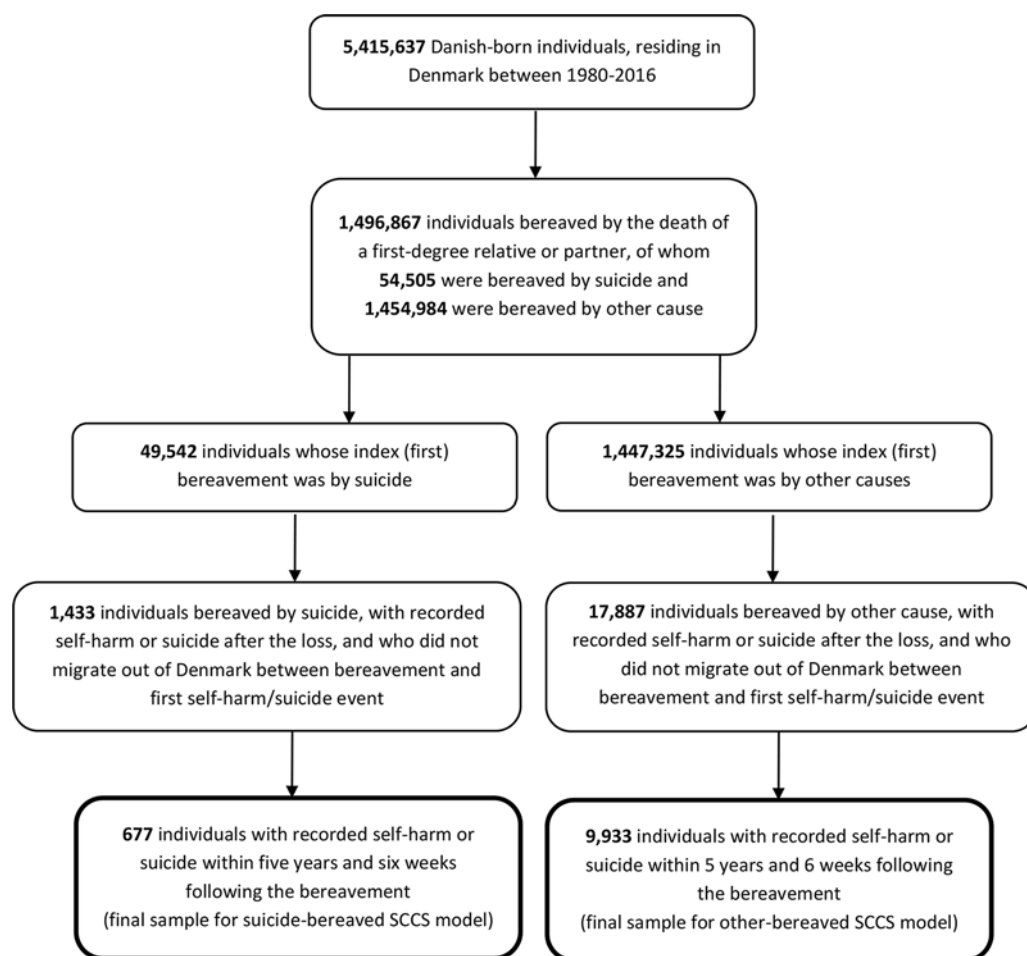 5,415,637 Danish-born individuals, residing in
Denmark between 1980-2016
1,496,867 individuals bereaved by the death of
a first-degree relative or partner, of whom
54,505 were bereaved by suicide and
1,454,984 were bereaved by other cause
49,542 individuals whose index (first)
bereavement was by suicide
1,447,325 individuals whose index (first)
bereavement was by other causes
1,433 individuals bereaved by suicide, with recorded
self-harm or suicide after the loss, and who did not
migrate out of Denmark between bereavement and
first self-harm/suicide event
17,887 individuals bereaved by other cause, with
recorded self-harm or suicide after the loss, and who
did not migrate out of Denmark between
bereavement and first self-harm/suicide event
677 individuals with recorded self-harm or
suicide within five years and six weeks
following the bereavement
(final sample for suicide-bereaved SCCS model)
9,933 individuals with recorded self-harm or
suicide within 5 years and 6 weeks following
the bereavement
(final sample for other-bereaved SCCS model)